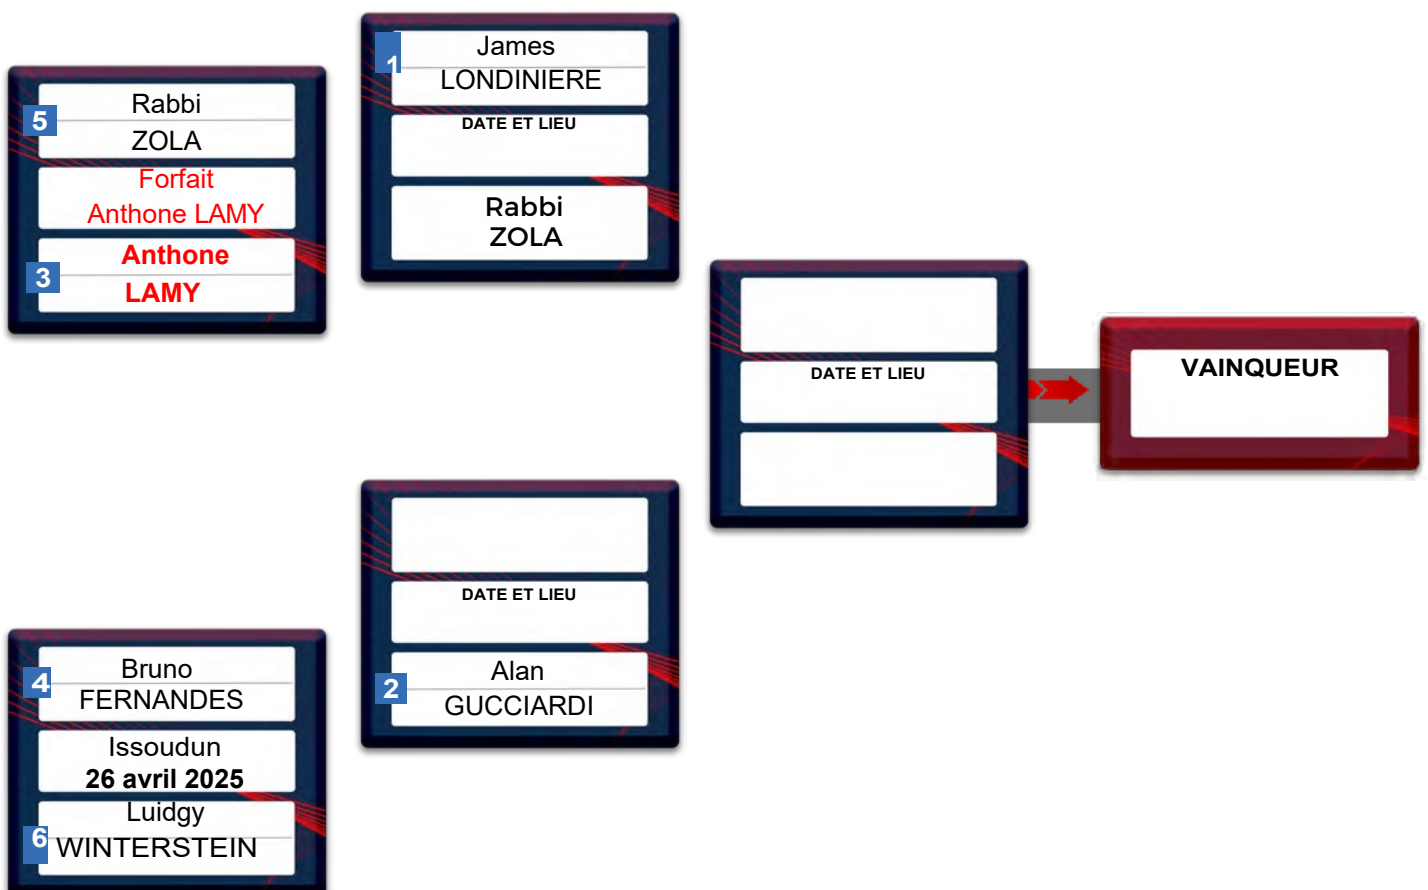 5
Rabbi
ZOLA
Forfait
Anthone LAMY
3
Anthone
LAMY
1
James
LONDINIERE
DATE ET LIEU
Rabbi
ZOLA
DATE ET LIEU
VAINQUEUR
DATE ET LIEU
2
Alan
GUCCIARDI
4
Bruno
FERNANDES
Issoudun
26 avril 2025
6
Luidgy
WINTERSTEIN